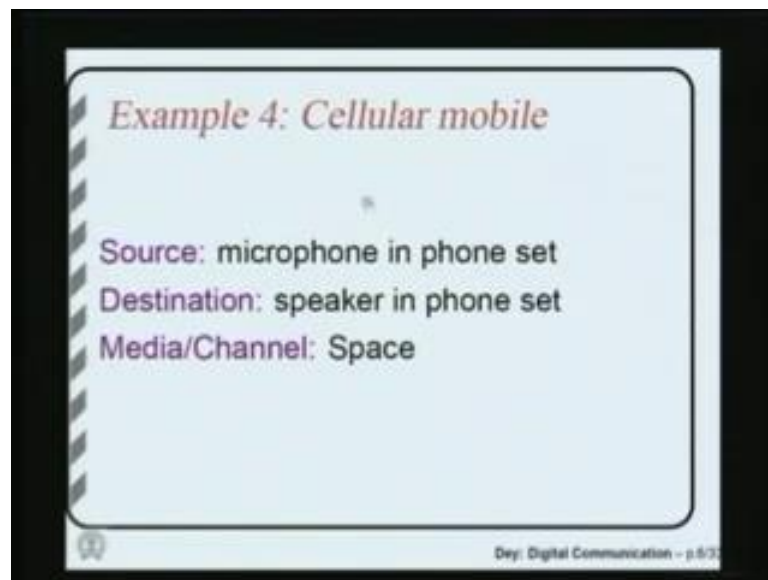 Example 4: Cellular mobile
Source: microphone in phone set
Destination: speaker in phone set
Media/Channel: Space
Dey: Digital Communication – p.6/